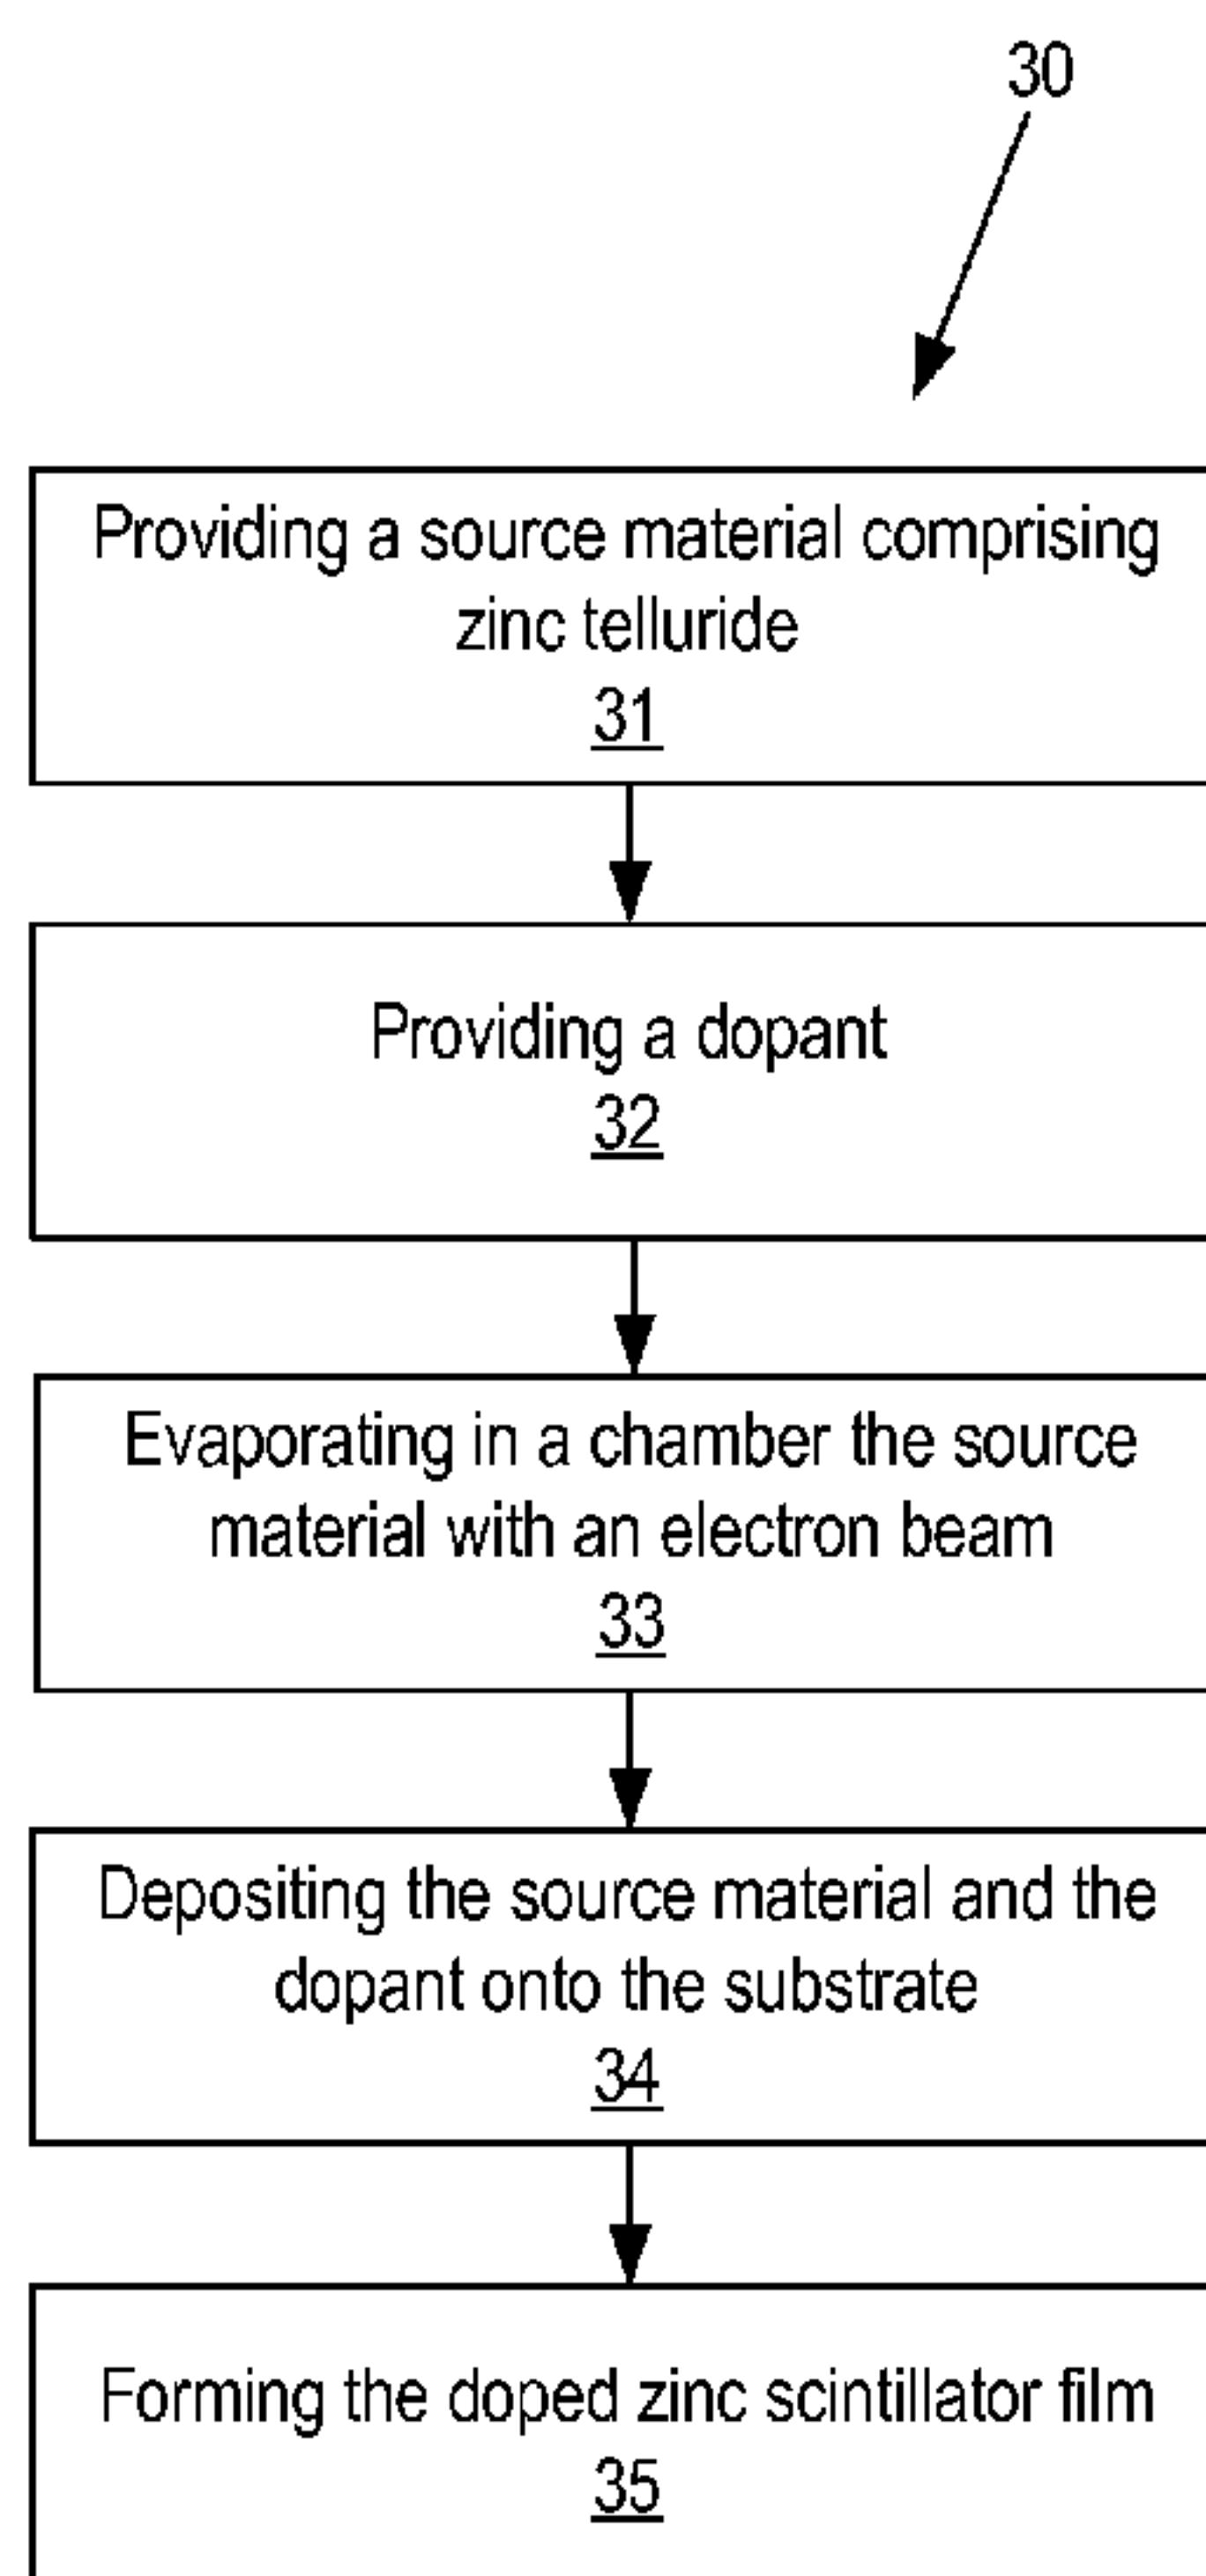 30
Providing a source material comprising
zinc telluride
31
Providing a dopant
32
Evaporating in a chamber the source
material with an electron beam
33
Depositing the source material and the
dopant onto the substrate
34
Forming the doped zinc scintillator film
35